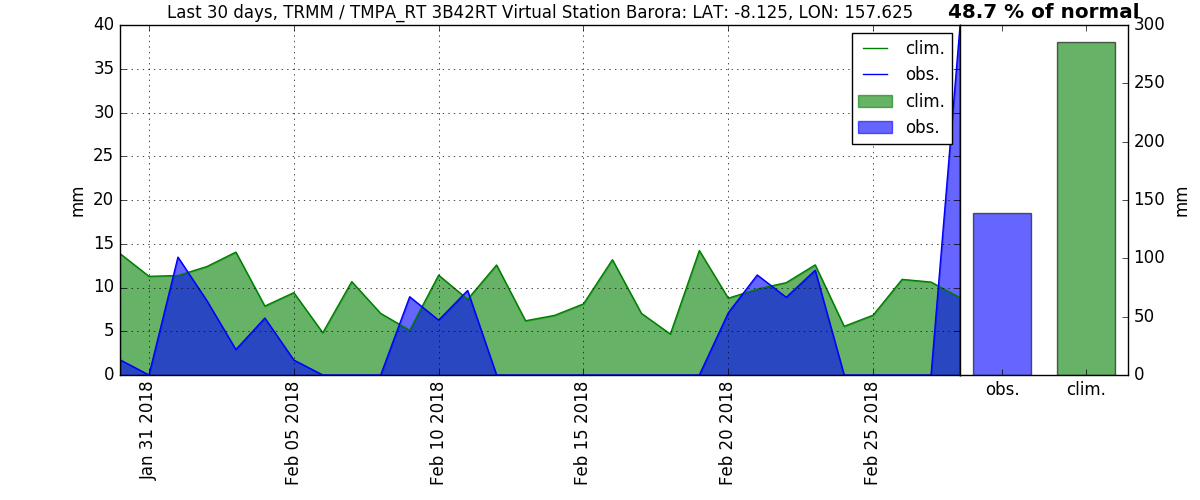 Last 30 days, TRMM / TMPA_RT 3B42RT Virtual Station Barora: LAT: -8.125, LON: 157.625
48.7 % of normal
40
35
30
25
20
15
10
5
0
mm
clim.
obs.
clim.
obs.
300
250
200
150
100
50
0
mm
Jan 31 2018
Feb 05 2018
Feb 10 2018
Feb 15 2018
Feb 20 2018
Feb 25 2018
obs.
clim.